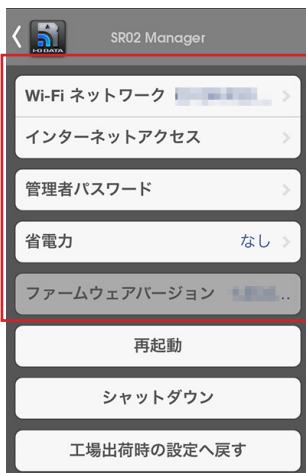 I-O DATA
SR02 Manager
Wi-Fi ネットワーク
インターネットアクセス
管理者パスワード
省電力 なし
ファームウェアバージョン ..
再起動
シャットダウン
工場出荷時の設定へ戻す